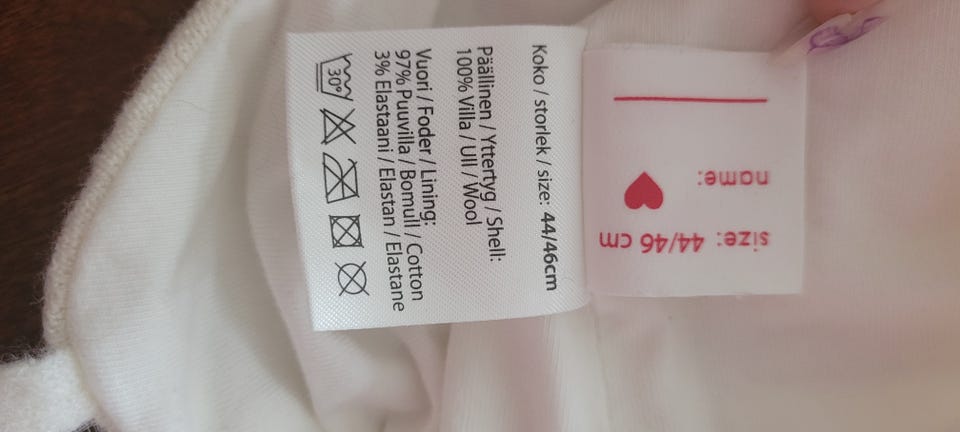 Koko / storlek / size: 44/46cm
Päällinen / Yttertyg / Shell:
100% Villa / Ull / Wool
Vuori / Foder / Lining:
97% Puuvilla / Bomull / Cotton
3% Elastaani / Elastan / Elastane
30°
size: 44/46 cm
name: